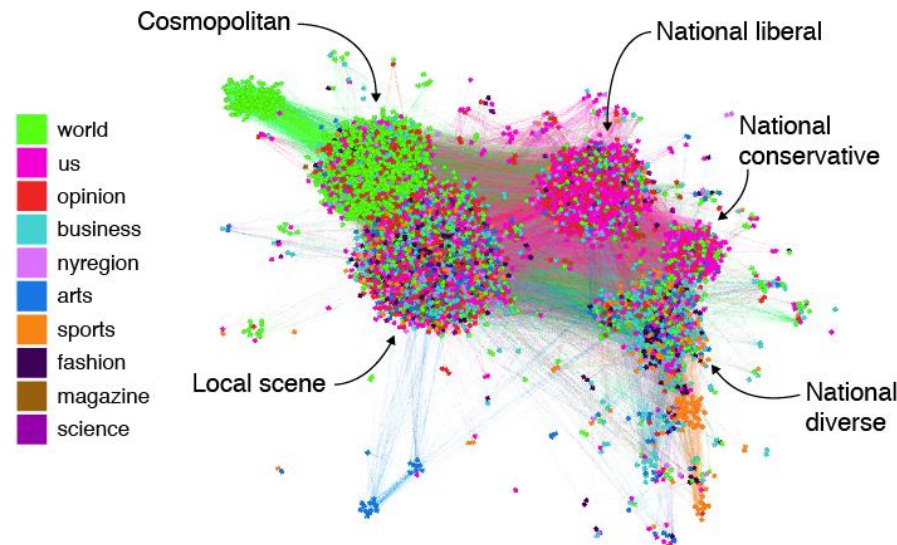 Cosmopolitan
National liberal
National
conservative
world
us
opinion
business
nyregion
arts
sports
fashion
magazine
science
Local scene
National
diverse